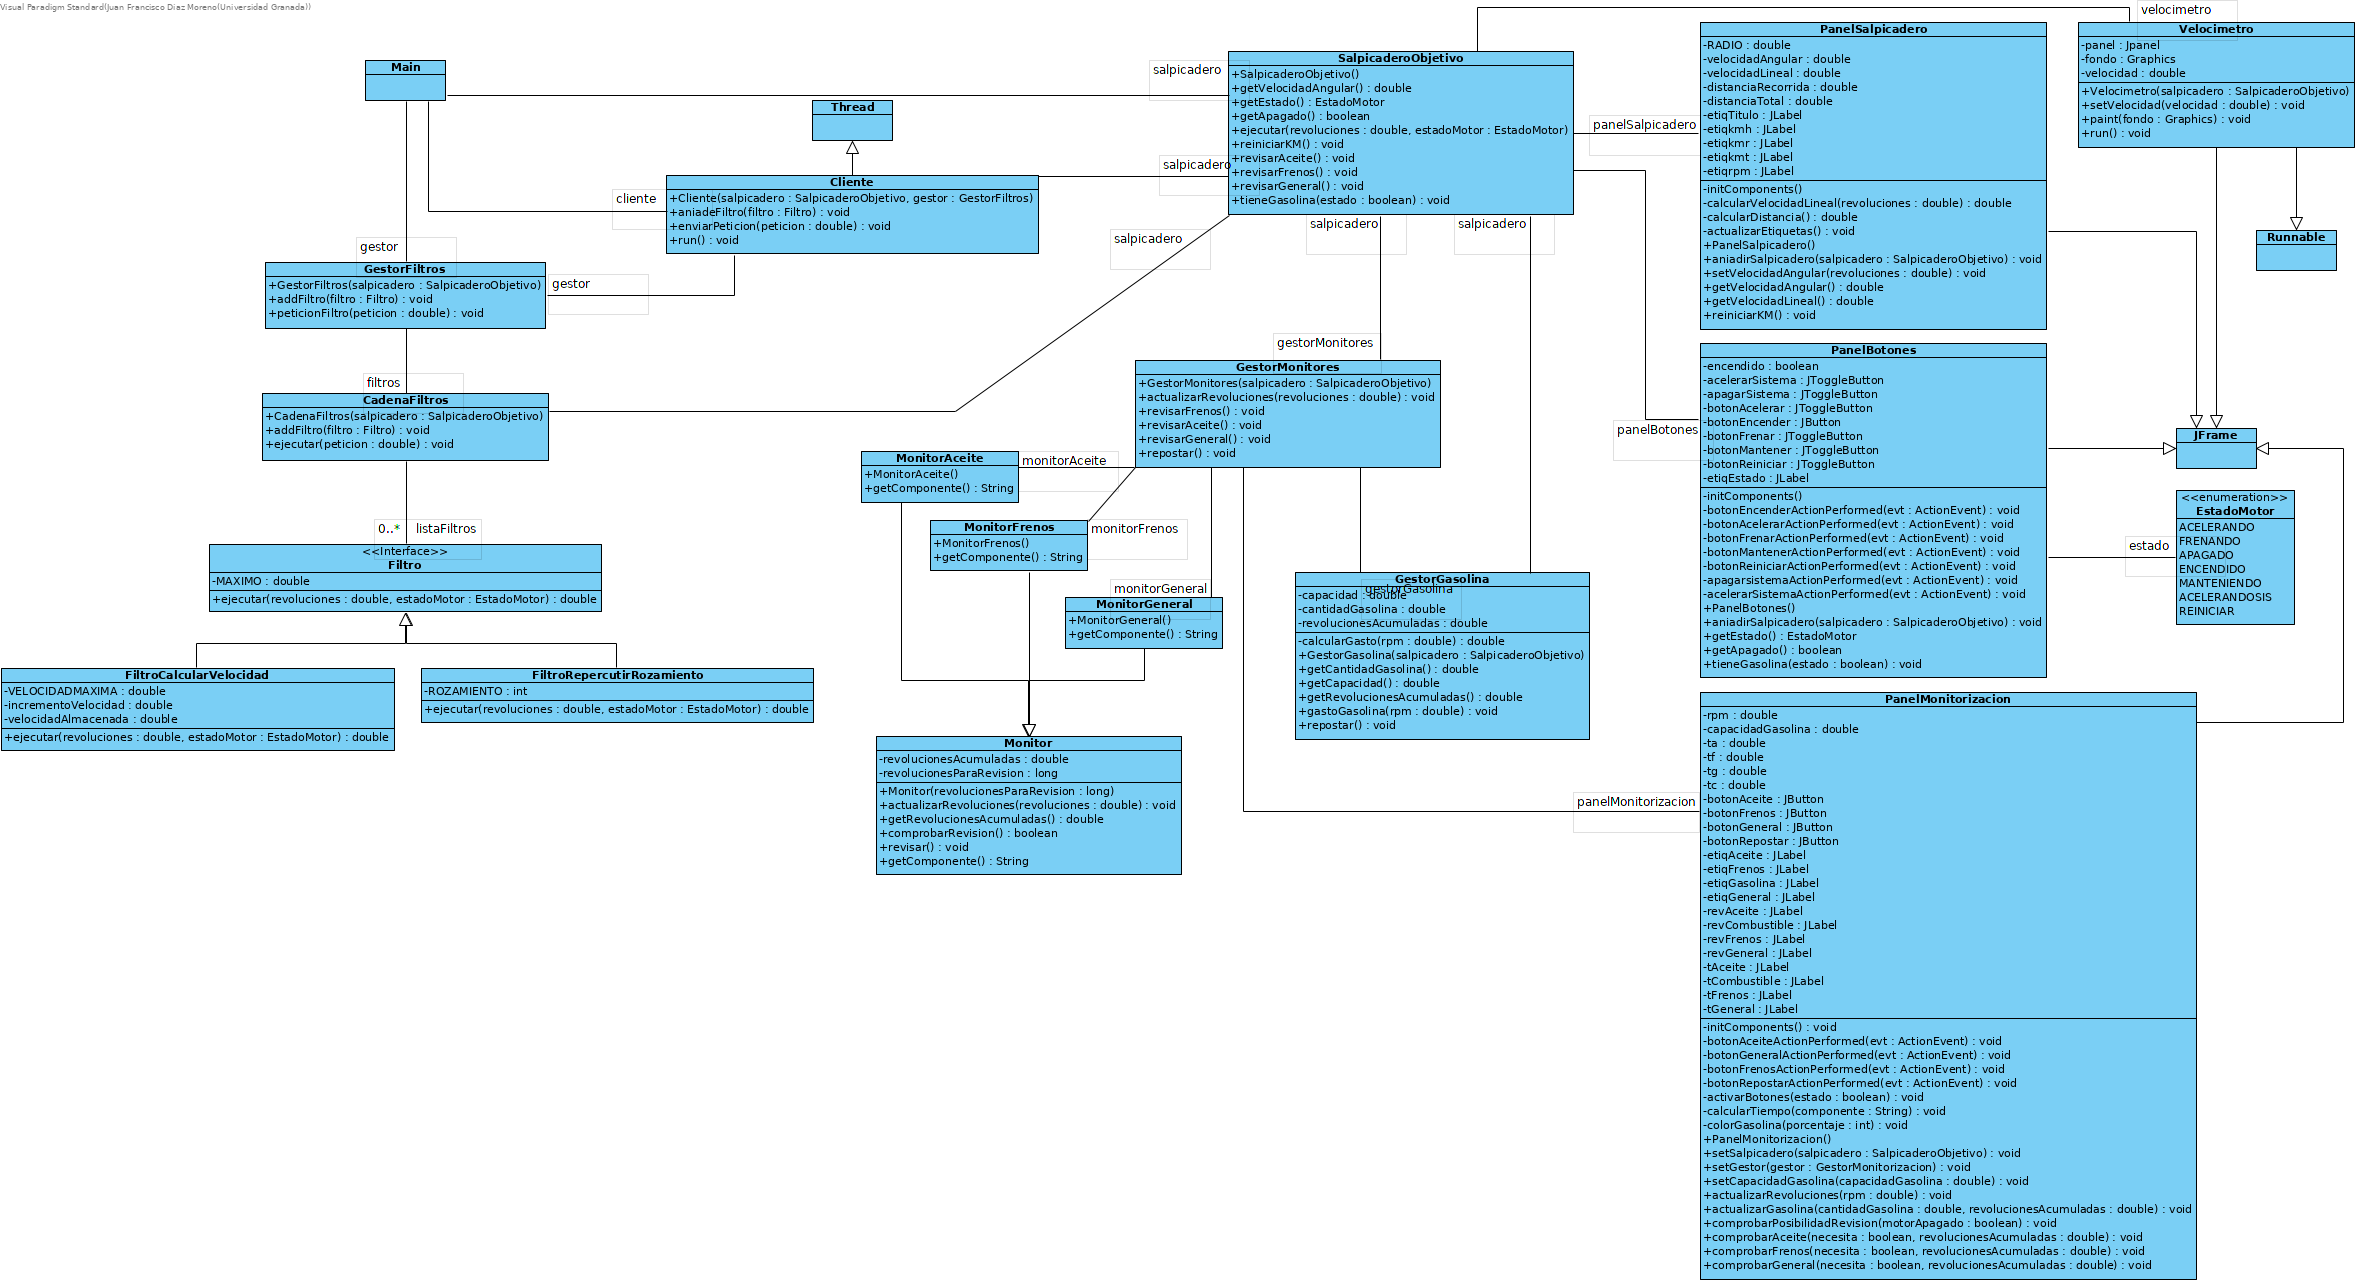 Visual Paradigm Standard(Juan Francisco Diaz Moreno(Universidad Granada))
Main
Thread
salpicadero
velocimetro
SalpicaderoObjetivo
+SalpicaderoObjetivo()
+getVelocidadAngular() : double
+getEstado() : EstadoMotor
+getApagado() : boolean
+ejecutar(revoluciones : double, estadoMotor : EstadoMotor)
+reiniciarKM() : void
+revisarAceite() : void
+revisarFrenos() : void
+revisarGeneral() : void
+tieneGasolina(estado : boolean) : void
panelSalpicadero
PanelSalpicadero
-RADIO : double
-velocidadAngular : double
-velocidadLineal : double
-distanciaRecorrida : double
-distanciaTotal : double
-etiqTitulo : JLabel
-etiqkmh : JLabel
-etiqkmr : JLabel
-etiqkmt : JLabel
-etiqrpm : JLabel
-initComponents()
-calcularVelocidadLineal(revoluciones : double) : double
-calcularDistancia() : double
-actualizarEtiquetas() : void
+PanelSalpicadero()
+aniadirSalpicadero(salpicadero : SalpicaderoObjetivo) : void
+setVelocidadAngular(revoluciones : double) : void
+getVelocidadAngular() : double
+getVelocidadLineal() : double
+reiniciarKM() : void
Velocimetro
-panel : Jpanel
-fondo : Graphics
-velocidad : double
+Velocimetro(salpicadero : SalpicaderoObjetivo)
+setVelocidad(velocidad : double) : void
+paint(fondo : Graphics) : void
+run() : void
Runnable
salpicadero
cliente
Cliente
+Cliente(salpicadero : SalpicaderoObjetivo, gestor : GestorFiltros)
+aniadeFiltro(filtro : Filtro) : void
+enviarPeticion(peticion : double) : void
+run() : void
salpicadero
salpicadero
salpicadero
gestor
GestorFiltros
+GestorFiltros(salpicadero : SalpicaderoObjetivo)
+addFiltro(filtro : Filtro) : void
+peticionFiltro(peticion : double) : void
gestor
filtros
CadenaFiltros
+CadenaFiltros(salpicadero : SalpicaderoObjetivo)
+addFiltro(filtro : Filtro) : void
+ejecutar(peticion : double) : void
gestorMonitores
GestorMonitores
+GestorMonitores(salpicadero : SalpicaderoObjetivo)
+actualizarRevoluciones(revoluciones : double) : void
+revisarFrenos() : void
+revisarAceite() : void
+revisarGeneral() : void
+repostar() : void
panelBotones
PanelBotones
-encendido : boolean
-acelerarSistema : JToggleButton
-apagarSistema : JToggleButton
-botonAcelerar : JToggleButton
-botonEncender : JButton
-botonFrenar : JToggleButton
-botonMantener : JToggleButton
-botonReiniciar : JToggleButton
-etiqEstado : JLabel
-initComponents()
-botonEncenderActionPerformed(evt : ActionEvent) : void
-botonAcelerarActionPerformed(evt : ActionEvent) : void
-botonFrenarActionPerformed(evt : ActionEvent) : void
-botonMantenerActionPerformed(evt : ActionEvent) : void
-botonReiniciarActionPerformed(evt : ActionEvent) : void
-apagarsistemaActionPerformed(evt : ActionEvent) : void
-acelerarSistemaActionPerformed(evt : ActionEvent) : void
+PanelBotones()
+aniadirSalpicadero(salpicadero : SalpicaderoObjetivo) : void
+getEstado() : EstadoMotor
+getApagado() : boolean
+tieneGasolina(estado : boolean) : void
JFrame
estado
<<enumeration>>
EstadoMotor
ACELERANDO
FRENANDO
APAGADO
ENCENDIDO
MANTENIENDO
ACELERANDOSIS
REINICIAR
MonitorAceite
+MonitorAceite()
+getComponente() : String
monitorAceite
MonitorFrenos
+MonitorFrenos()
+getComponente() : String
monitorFrenos
monitorGeneral
MonitorGeneral
+MonitorGeneral()
+getComponente() : String
0..* listaFiltros
<<Interface>>
Filtro
-MAXIMO : double
+ejecutar(revoluciones : double, estadoMotor : EstadoMotor) : double
FiltroCalcularVelocidad
-VELOCIDADMAXIMA : double
-incrementoVelocidad : double
-velocidadAlmacenada : double
+ejecutar(revoluciones : double, estadoMotor : EstadoMotor) : double
FiltroRepercutirRozamiento
-ROZAMIENTO : int
+ejecutar(revoluciones : double, estadoMotor : EstadoMotor) : double
GestorGasolina
gestorGasolina
-capacidad : double
-cantidadGasolina : double
-revolucionesAcumuladas : double
-calcularGasto(rpm : double) : double
+GestorGasolina(salpicadero : SalpicaderoObjetivo)
+getCantidadGasolina() : double
+getCapacidad() : double
+getRevolucionesAcumuladas() : double
+gastoGasolina(rpm : double) : void
+repostar() : void
Monitor
-revolucionesAcumuladas : double
-revolucionesParaRevision : long
+Monitor(revolucionesParaRevision : long)
+actualizarRevoluciones(revoluciones : double) : void
+getRevolucionesAcumuladas() : double
+comprobarRevision() : boolean
+revisar() : void
+getComponente() : String
panelMonitorizacion
PanelMonitorizacion
-rpm : double
-capacidadGasolina : double
-ta : double
-tf : double
-tg : double
-tc : double
-botonAceite : JButton
-botonFrenos : JButton
-botonGeneral : JButton
-botonRepostar : JButton
-etiqAceite : JLabel
-etiqFrenos : JLabel
-etiqGasolina : JLabel
-etiqGeneral : JLabel
-revAceite : JLabel
-revCombustible : JLabel
-revFrenos : JLabel
-revGeneral : JLabel
-tAceite : JLabel
-tCombustible : JLabel
-tFrenos : JLabel
-tGeneral : JLabel
-initComponents() : void
-botonAceiteActionPerformed(evt : ActionEvent) : void
-botonGeneralActionPerformed(evt : ActionEvent) : void
-botonFrenosActionPerformed(evt : ActionEvent) : void
-botonRepostarActionPerformed(evt : ActionEvent) : void
-activarBotones(estado : boolean) : void
-calcularTiempo(componente : String) : void
-colorGasolina(porcentaje : int) : void
+PanelMonitorizacion()
+setSalpicadero(salpicadero : SalpicaderoObjetivo) : void
+setGestor(gestor : GestorMonitorizacion) : void
+setCapacidadGasolina(capacidadGasolina : double) : void
+actualizarRevoluciones(rpm : double) : void
+actualizarGasolina(cantidadGasolina : double, revolucionesAcumuladas : double) : void
+comprobarPosibilidadRevision(motorApagado : boolean) : void
+comprobarAceite(necesita : boolean, revolucionesAcumuladas : double) : void
+comprobarFrenos(necesita : boolean, revolucionesAcumuladas : double) : void
+comprobarGeneral(necesita : boolean, revolucionesAcumuladas : double) : void